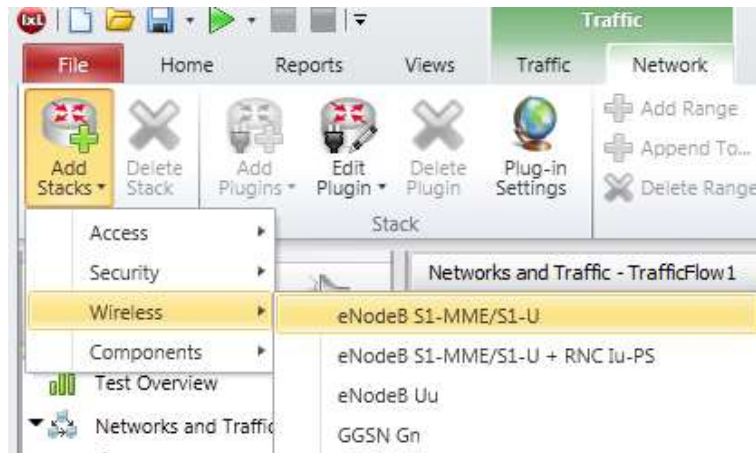 IxL
Traffic
File Home Reports Views Traffic Network
Add Stacks
Delete Stack
Add Plugins
Edit Plugin
Delete Plugin
Plug-in Settings
Add Range
Append To...
Delete Range
Stack
Access
Security
Wireless
Components
Networks and Traffic - TrafficFlow1
eNodeB S1-MME/S1-U
eNodeB S1-MME/S1-U + RNC Iu-PS
eNodeB Uu
GGSN Gn
Test Overview
Networks and Traffic